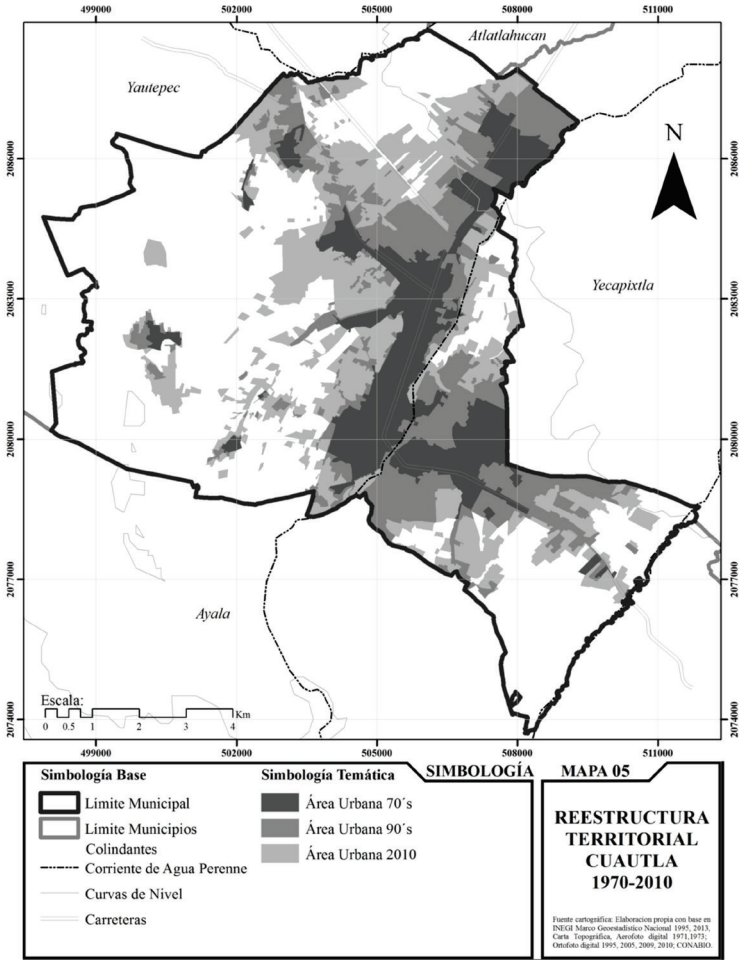 499000 502000 505000 508000 511000
Atlatlahucan
Yautepec
N
2086000
2086000
Yecapixtla
2083000
2083000
2080000
2080000
2077000
2077000
Ayala
Escala:
Km
0 0.5 1 2 3 4
2074000
2074000
499000 502000 505000 508000 511000
Simbología Base
Limite Municipal
Limite Municipios
Colindantes
Corriente de Agua Perenne
Curvas de Nivel
Carreteras
Simbología Temática
Área Urbana 70´s
Área Urbana 90´s
Área Urbana 2010
SIMBOLOGÍA
MAPA 05
REESTRUCTURA
TERRITORIAL
CUAUTLA
1970-2010
Fuente cartográfica: Elaboracion propia con base en
INEGI Marco Geoestadístico Nacional 1995, 2013,
Carta Topográfica, Aerofoto digital 1971,1973;
Ortofoto digital 1995, 2005, 2009, 2010; CONABIO.